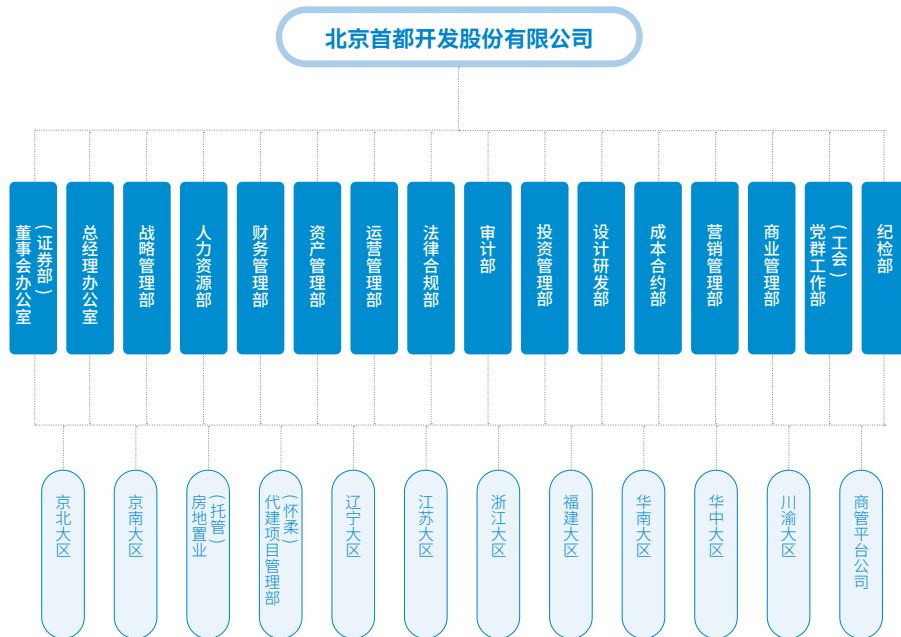 北京首都开发股份有限公司
董事会办公室
（证券部）
总经理办公室
战略管理部
人力资源部
财务管理部
资产管理部
运营管理部
法律合规部
审计部
投资管理部
设计研发部
成本合约部
营销管理部
商业管理部
党群工作部
（工会）
纪检部
京北大区
京南大区
房地置业
（托管）
代建项目管理部
（怀柔）
辽宁大区
江苏大区
浙江大区
福建大区
华南大区
华中大区
川渝大区
商管平台公司